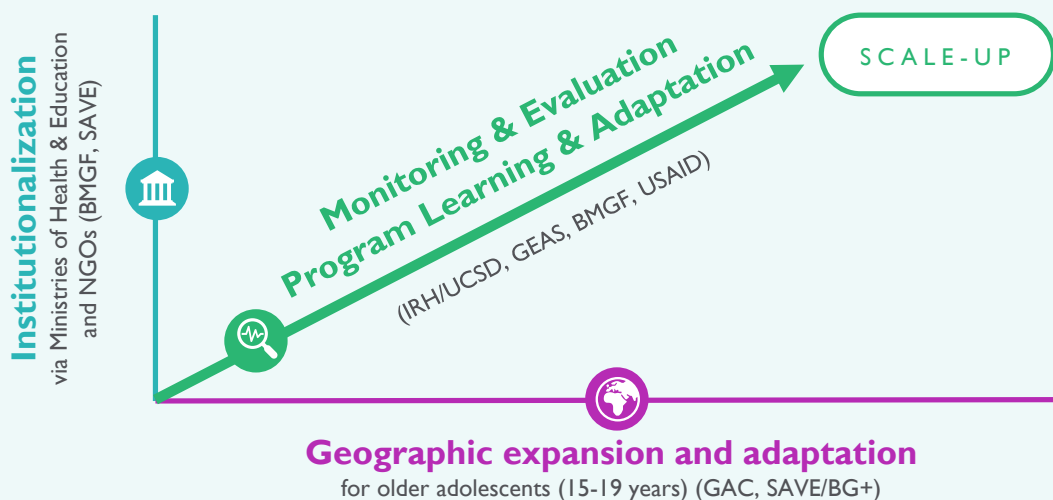 Institutionalization
via Ministries of Health & Education
and NGOs (BMGF, SAVE)
Monitoring & Evaluation
Program Learning & Adaptation
(IRH/UCSD, GEAS, BMGF, USAID)
SCALE-UP
Geographic expansion and adaptation
for older adolescents (15-19 years) (GAC, SAVE/BG+)